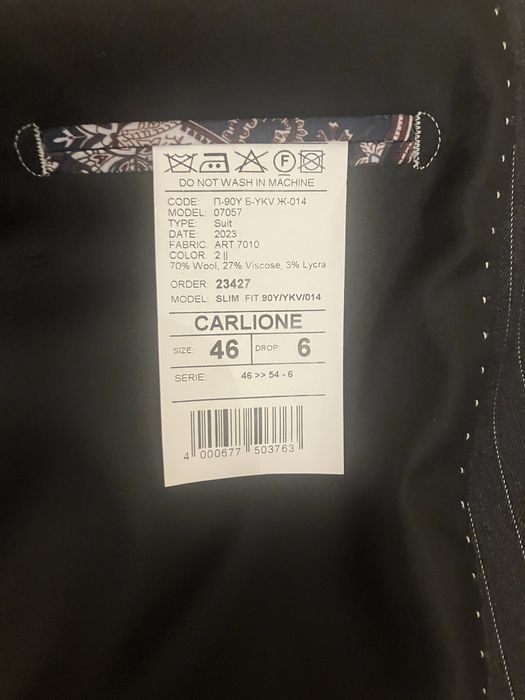 F
DO NOT WASH IN MACHINE
CODE: П-90Y Б-YKV Ж-014
MODEL: 07057
TYPE: Suit
DATE: 2023
FABRIC. ART 7010
COLOR. 2 ||
70% Wool, 27% Viscose, 3% Lycra
ORDER: 23427
MODEL: SLIM FIT 90Y/YKV/014
CARLIONE
SIZE: 46 DROP: 6
SERIE: 46 >> 54 - 6
4 000677 503763